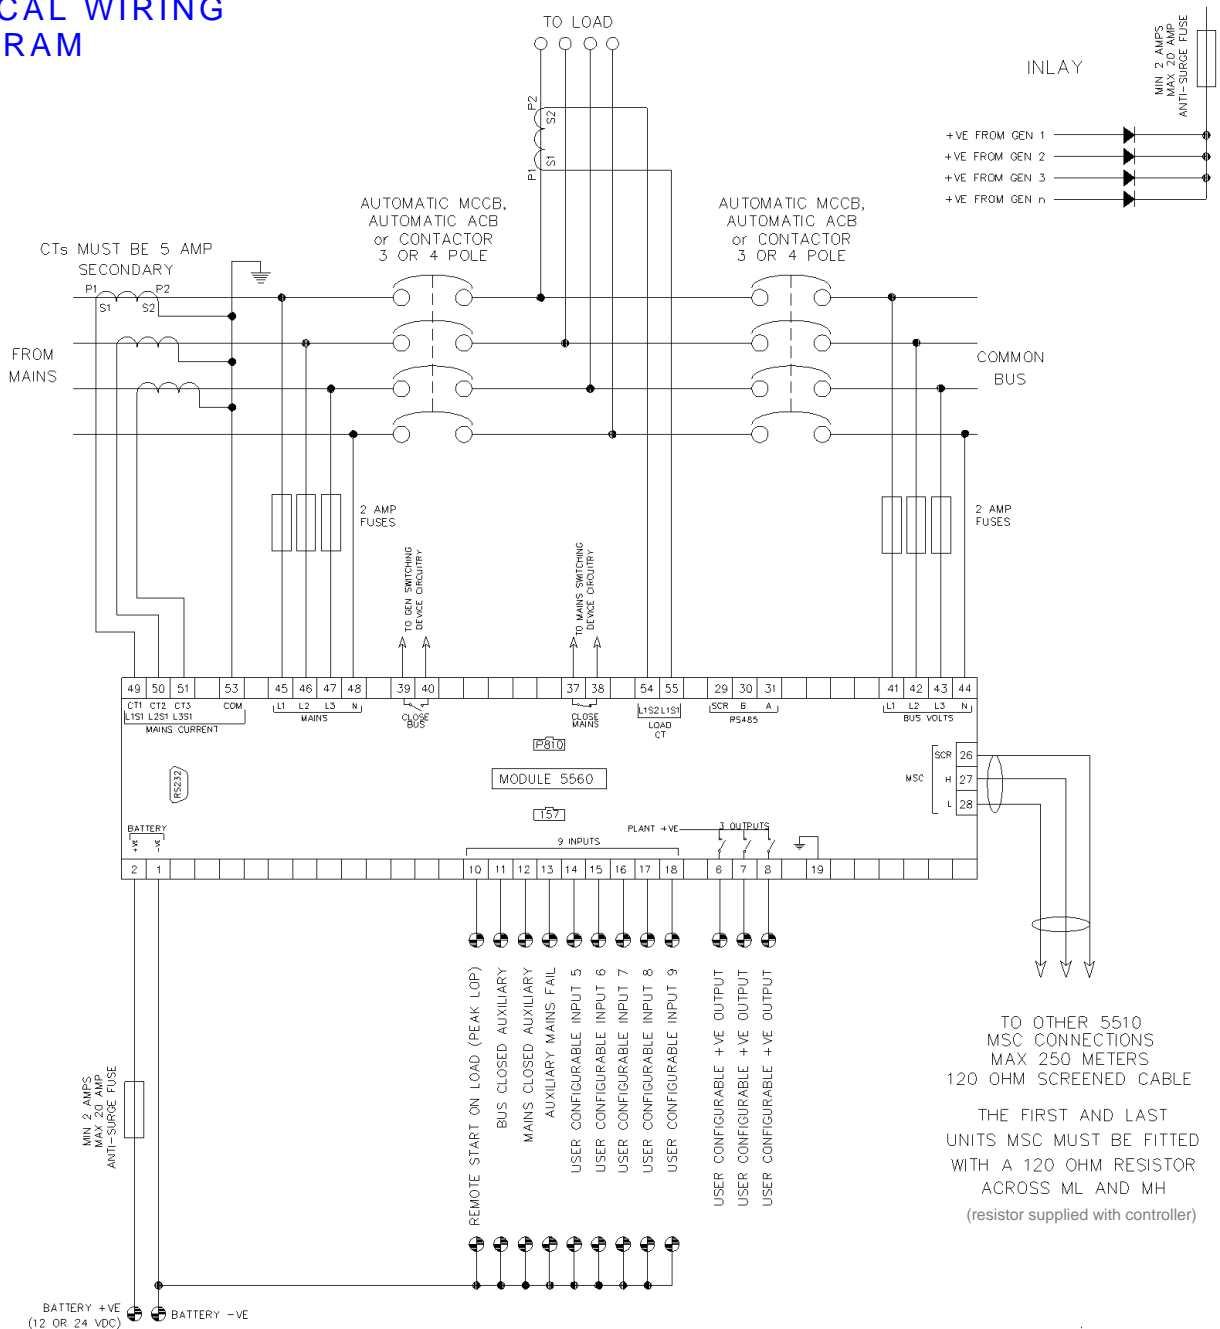 CAL WIRING
RAM
TO LOAD
INLAY
MIN 2 AMPS
MAX 20 AMP
ANTI-SURGE FUSE
+VE FROM GEN 1
+VE FROM GEN 2
+VE FROM GEN 3
+VE FROM GEN n
P2
S2
S1
P1
AUTOMATIC MCCB,
AUTOMATIC ACB
or CONTACTOR
3 OR 4 POLE
AUTOMATIC MCCB,
AUTOMATIC ACB
or CONTACTOR
3 OR 4 POLE
CTs MUST BE 5 AMP
SECONDARY
P1 P2
S1 S2
FROM
MAINS
COMMON
BUS
2 AMP
FUSES
2 AMP
FUSES
TO GEN SWITCHING
DEVICE CIRCUITRY
TO MAINS SWITCHING
DEVICE CIRCUITRY
49 50 51 53 45 46 47 48 39 40 37 38 54 55 29 30 31 41 42 43 44
CT1 CT2 CT3 COM
L1S1 L2S1 L3S1
MAINS CURRENT
L1 L2 L3 N
MAINS
CLOSE
BUS
CLOSE
MAINS
L1S2 L1S1
LOAD
CT
SCR B A
RS485
L1 L2 L3 N
BUS VOLTS
P810
MODULE 5560
RS232
157
MSC
SCR 26
H 27
L 28
BATTERY
+VE
-VE
9 INPUTS
PLANT +VE
3 OUTPUTS
2 1 10 11 12 13 14 15 16 17 18 6 7 8 19
REMOTE START ON LOAD (PEAK LOP)
BUS CLOSED AUXILIARY
MAINS CLOSED AUXILIARY
AUXILIARY MAINS FAIL
USER CONFIGURABLE INPUT 5
USER CONFIGURABLE INPUT 6
USER CONFIGURABLE INPUT 7
USER CONFIGURABLE INPUT 8
USER CONFIGURABLE INPUT 9
USER CONFIGURABLE +VE OUTPUT
USER CONFIGURABLE +VE OUTPUT
USER CONFIGURABLE +VE OUTPUT
TO OTHER 5510
MSC CONNECTIONS
MAX 250 METERS
120 OHM SCREENED CABLE
THE FIRST AND LAST
UNITS MSC MUST BE FITTED
WITH A 120 OHM RESISTOR
ACROSS ML AND MH
(resistor supplied with controller)
MIN 2 AMPS
MAX 20 AMP
ANTI-SURGE FUSE
BATTERY +VE
(12 OR 24 VDC)
BATTERY -VE